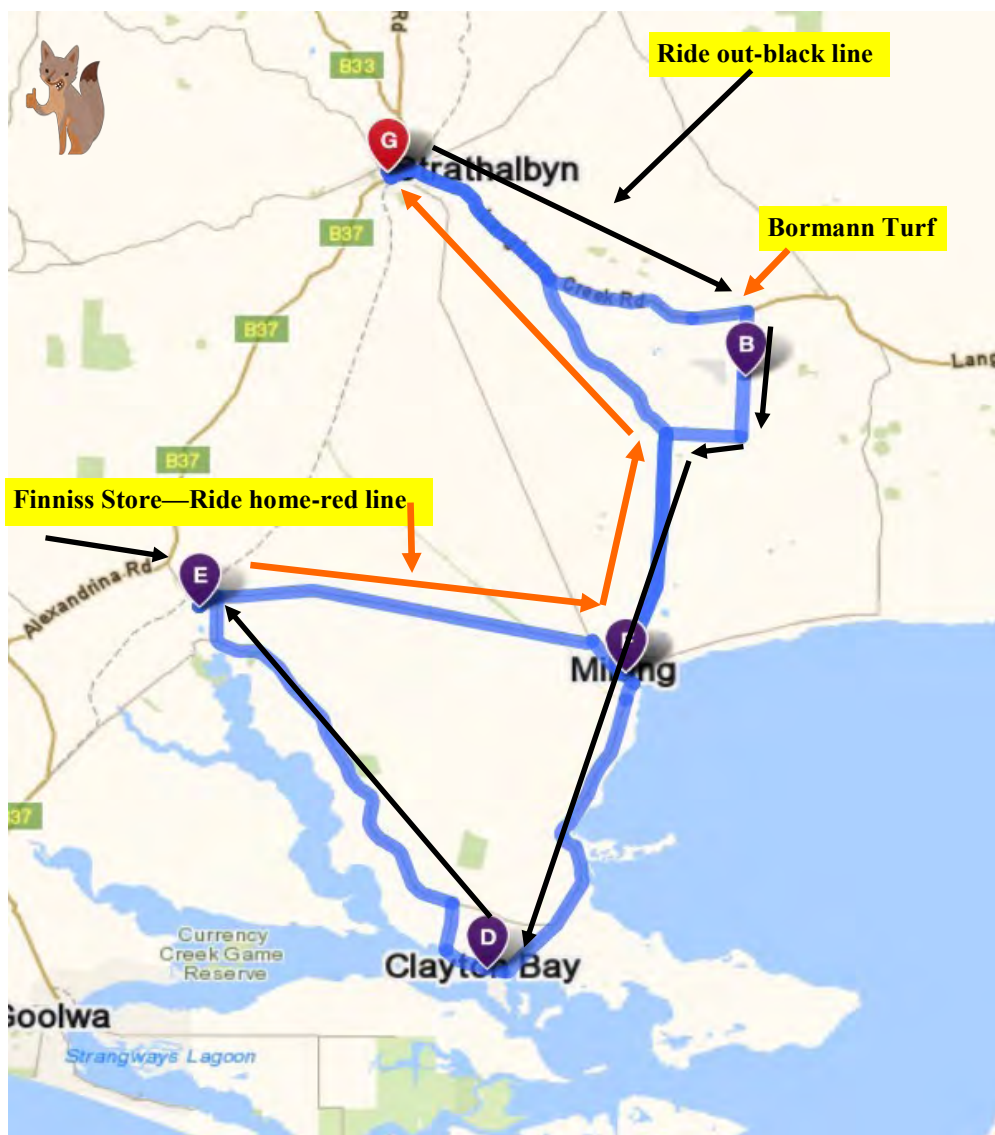 Rd
B33
Ride out-black line
G
Strathalbyn
B37
Bormann Turf
Creek Rd
B
Lang
B37
B37
Finniss Store—Ride home-red line
Alexandrina Rd
E
Milang
37
D
Currency
Creek Game
Reserve
Clayton Bay
Goolwa
Strangways Lagoon